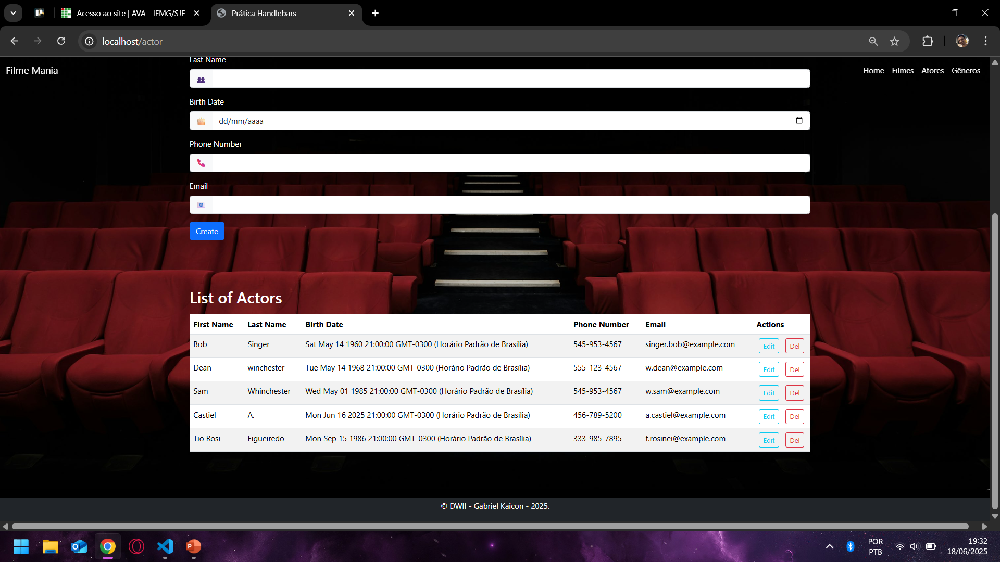 Acesso ao site | AVA - IFMG/SJE
Prática Handlebars
localhost/actor
Filme Mania
Home Filmes Atores Gêneros
Last Name
Birth Date
dd/mm/aaaa
Phone Number
Email
Create
List of Actors
First Name Last Name Birth Date Phone Number Email Actions
Bob Singer Sat May 14 1960 21:00:00 GMT-0300 (Horário Padrão de Brasília) 545-953-4567 singer.bob@example.com Edit Del
Dean winchester Tue May 14 1968 21:00:00 GMT-0300 (Horário Padrão de Brasília) 555-123-4567 w.dean@example.com Edit Del
Sam Whinchester Wed May 01 1985 21:00:00 GMT-0300 (Horário Padrão de Brasília) 545-953-4567 w.sam@example.com Edit Del
Castiel A. Mon Jun 16 2025 21:00:00 GMT-0300 (Horário Padrão de Brasília) 456-789-5200 a.castiel@example.com Edit Del
Tio Rosi Figueiredo Mon Sep 15 1986 21:00:00 GMT-0300 (Horário Padrão de Brasília) 333-985-7895 f.rosinei@example.com Edit Del
© DWII - Gabriel Kaicon - 2025.
POR
PTB
19:32
18/06/2025